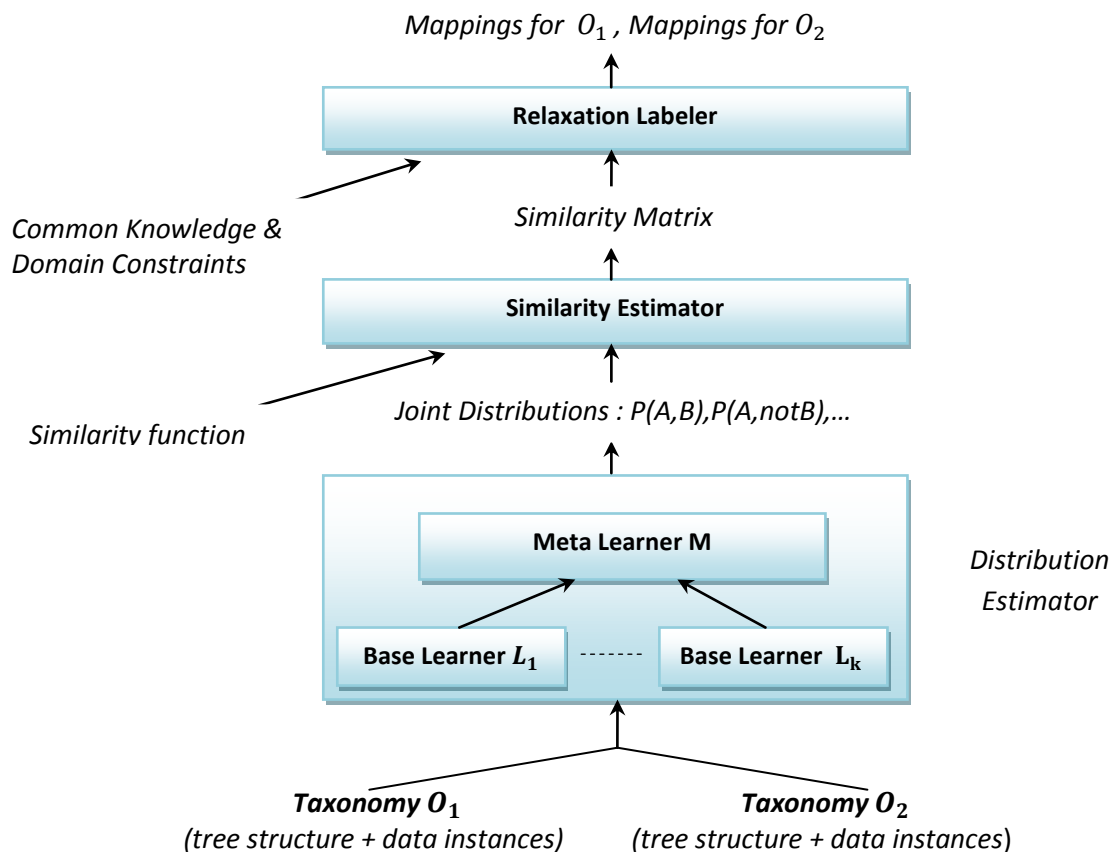 Mappings for O₁ , Mappings for O₂
Relaxation Labeler
Common Knowledge &
Domain Constraints
Similarity Matrix
Similarity Estimator
Similarity function
Joint Distributions : P(A,B),P(A,notB),...
Meta Learner M
Distribution
Estimator
Base Learner L₁ ------- Base Learner Lₖ
Taxonomy O₁
(tree structure + data instances)
Taxonomy O₂
(tree structure + data instances)